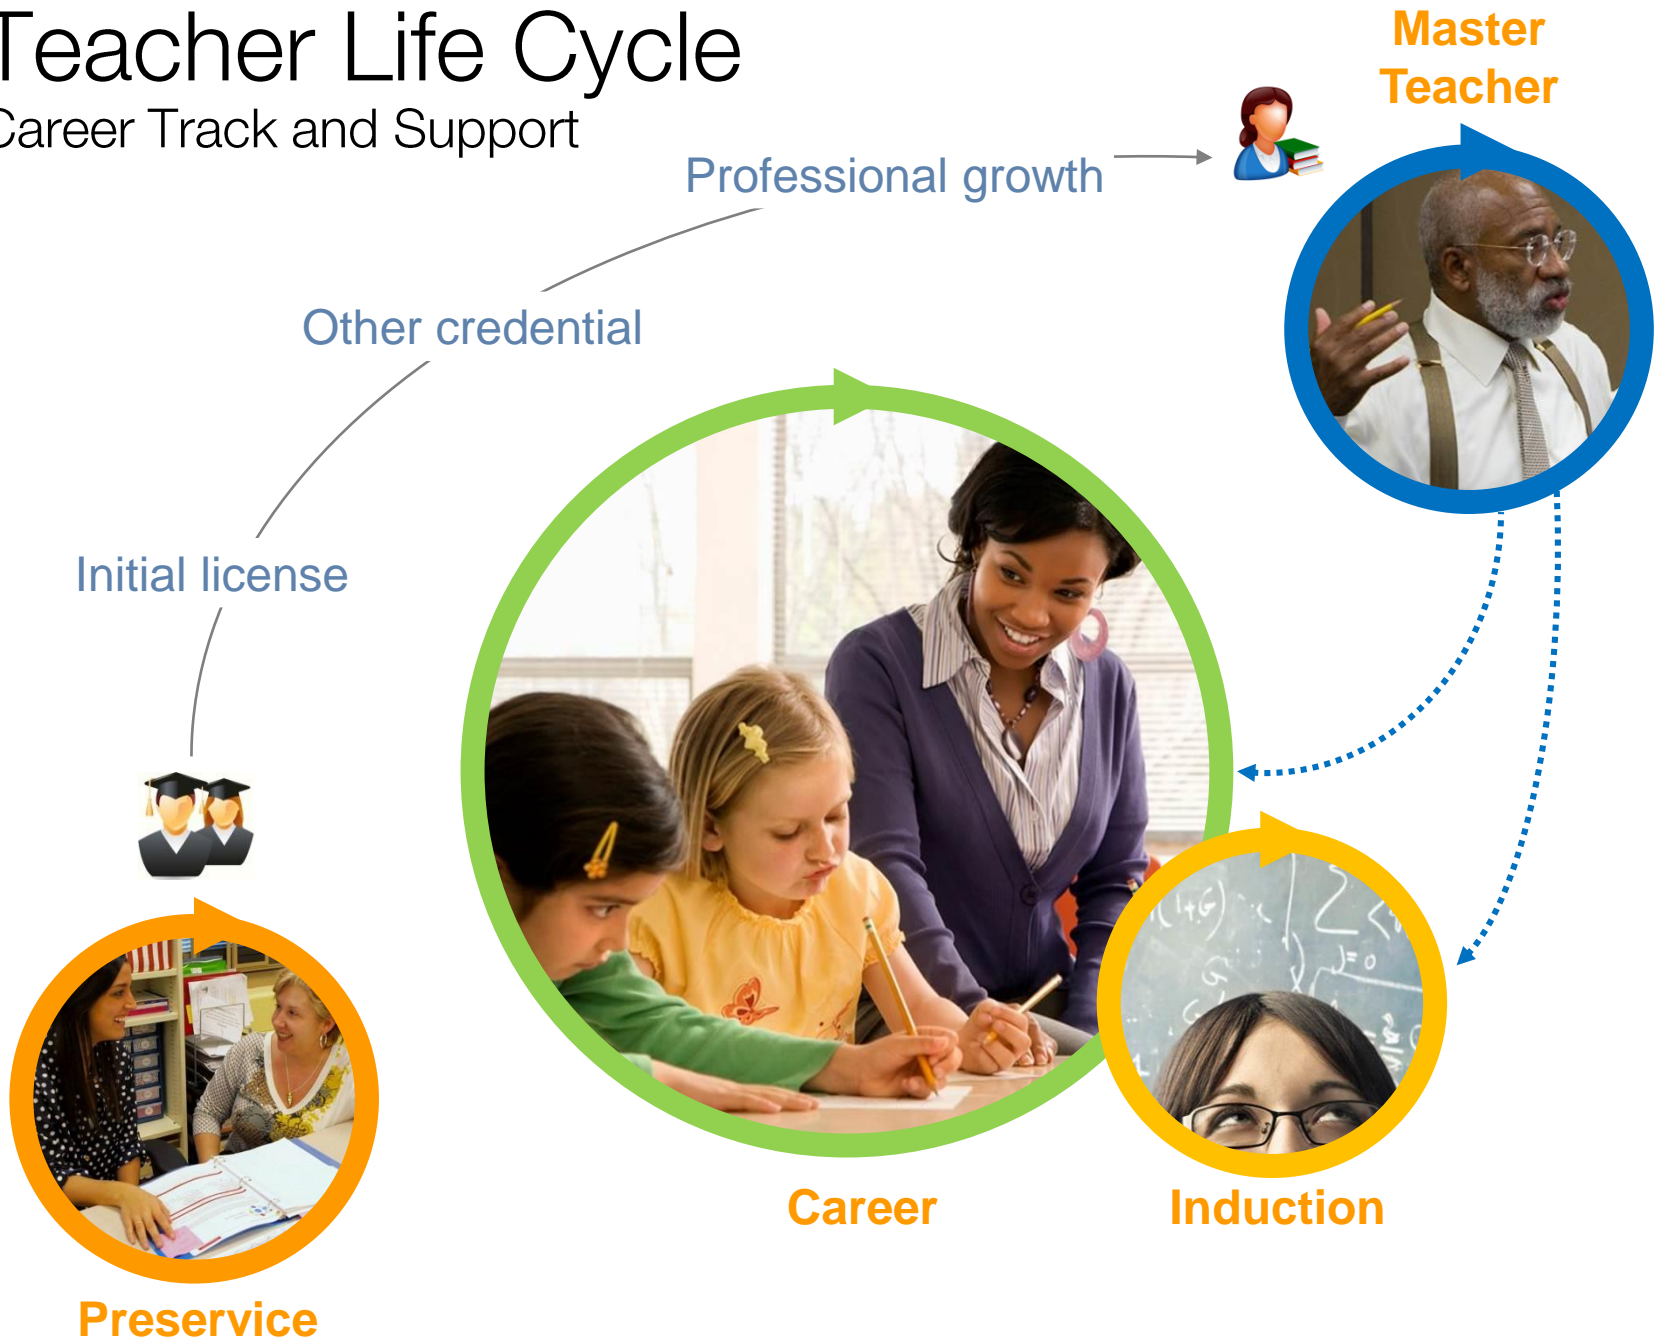 Teacher Life Cycle
Career Track and Support
Master
Teacher
Professional growth
Other credential
Initial license
Career
Induction
Preservice